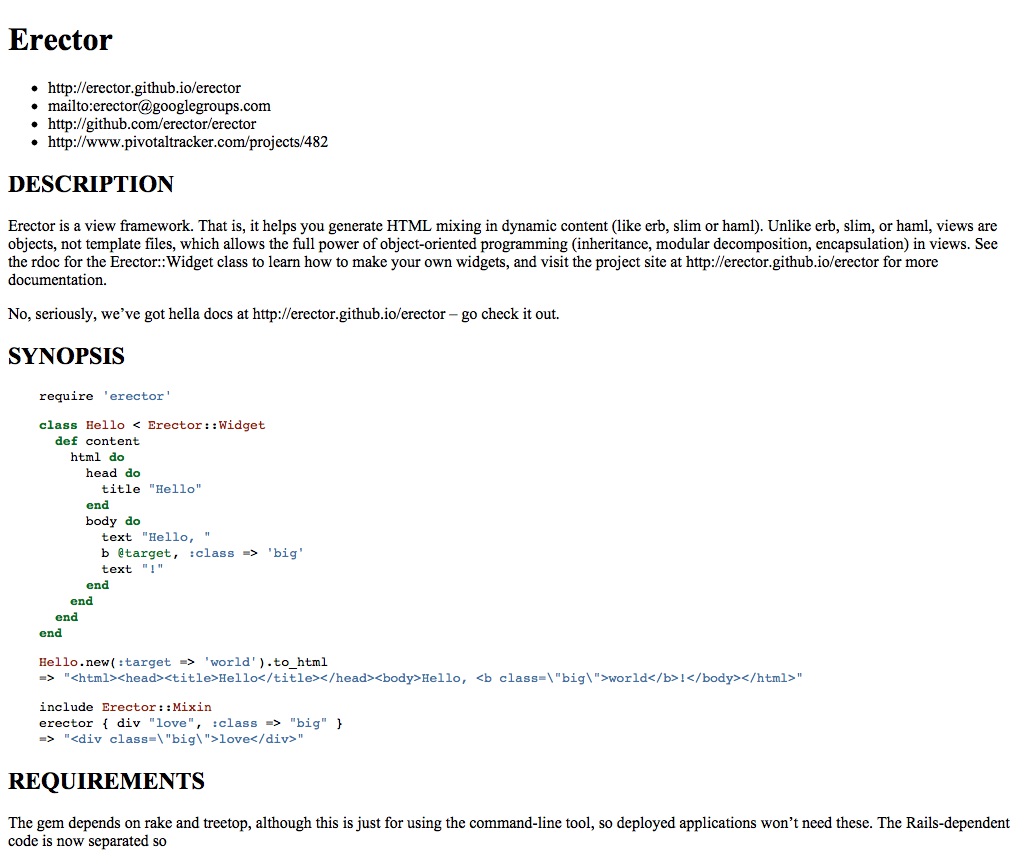 Erector
http://erector.github.io/erector
mailto:erector@googlegroups.com
http://github.com/erector/erector
http://www.pivotaltracker.com/projects/482
DESCRIPTION
Erector is a view framework. That is, it helps you generate HTML mixing in dynamic content (like erb, slim or haml). Unlike erb, slim, or haml, views are
objects, not template files, which allows the full power of object-oriented programming (inheritance, modular decomposition, encapsulation) in views. See
the rdoc for the Erector::Widget class to learn how to make your own widgets, and visit the project site at http://erector.github.io/erector for more
documentation.
No, seriously, we’ve got hella docs at http://erector.github.io/erector – go check it out.
SYNOPSIS
require 'erector'
class Hello < Erector::Widget
  def content
    html do
      head do
        title "Hello"
      end
      body do
        text "Hello, "
        b @target, :class => 'big'
        text "!"
      end
    end
  end
end
Hello.new(:target => 'world').to_html
=> "<html><head><title>Hello</title></head><body>Hello, <b class=\"big\">world</b>!</body></html>"
include Erector::Mixin
erector { div "love", :class => "big" }
=> "<div class=\"big\">love</div>"
REQUIREMENTS
The gem depends on rake and treetop, although this is just for using the command-line tool, so deployed applications won’t need these. The Rails-dependent
code is now separated so